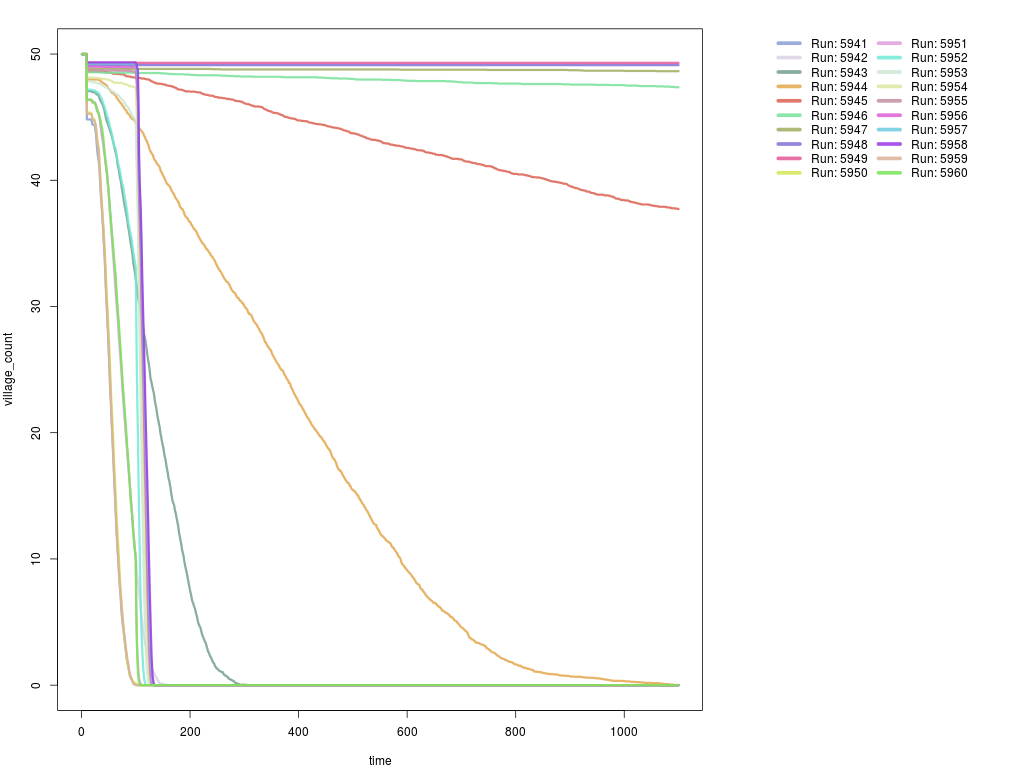 50
40
30
20
10
0
village_count
0 200 400 600 800 1000
time
Run: 5941 Run: 5951
Run: 5942 Run: 5952
Run: 5943 Run: 5953
Run: 5944 Run: 5954
Run: 5945 Run: 5955
Run: 5946 Run: 5956
Run: 5947 Run: 5957
Run: 5948 Run: 5958
Run: 5949 Run: 5959
Run: 5950 Run: 5960